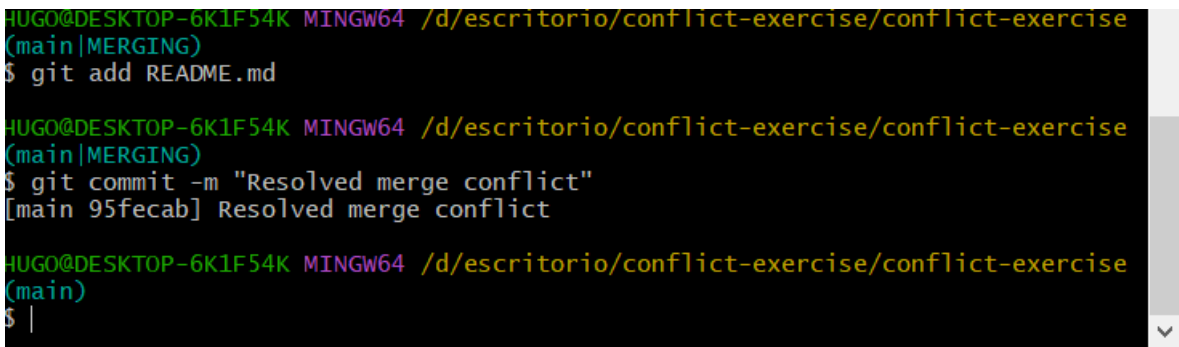 HUGO@DESKTOP-6K1F54K MINGW64 /d/escritorio/conflict-exercise/conflict-exercise
(main|MERGING)
$ git add README.md
HUGO@DESKTOP-6K1F54K MINGW64 /d/escritorio/conflict-exercise/conflict-exercise
(main|MERGING)
$ git commit -m "Resolved merge conflict"
[main 95fecab] Resolved merge conflict
HUGO@DESKTOP-6K1F54K MINGW64 /d/escritorio/conflict-exercise/conflict-exercise
(main)
$